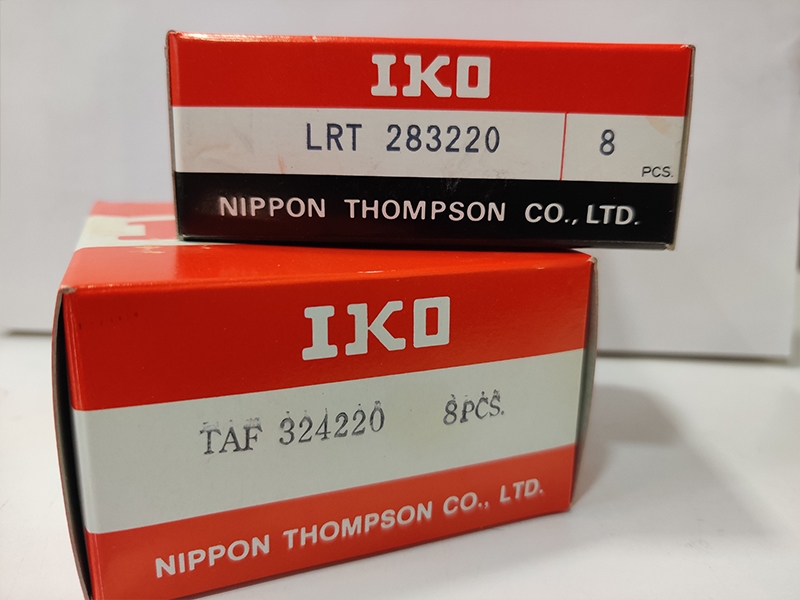 IKO
LRT 283220 8
PCS.
NIPPON THOMPSON CO., LTD.
IKO
TAF 324220 8PCS.
NIPPON THOMPSON CO., LTD.